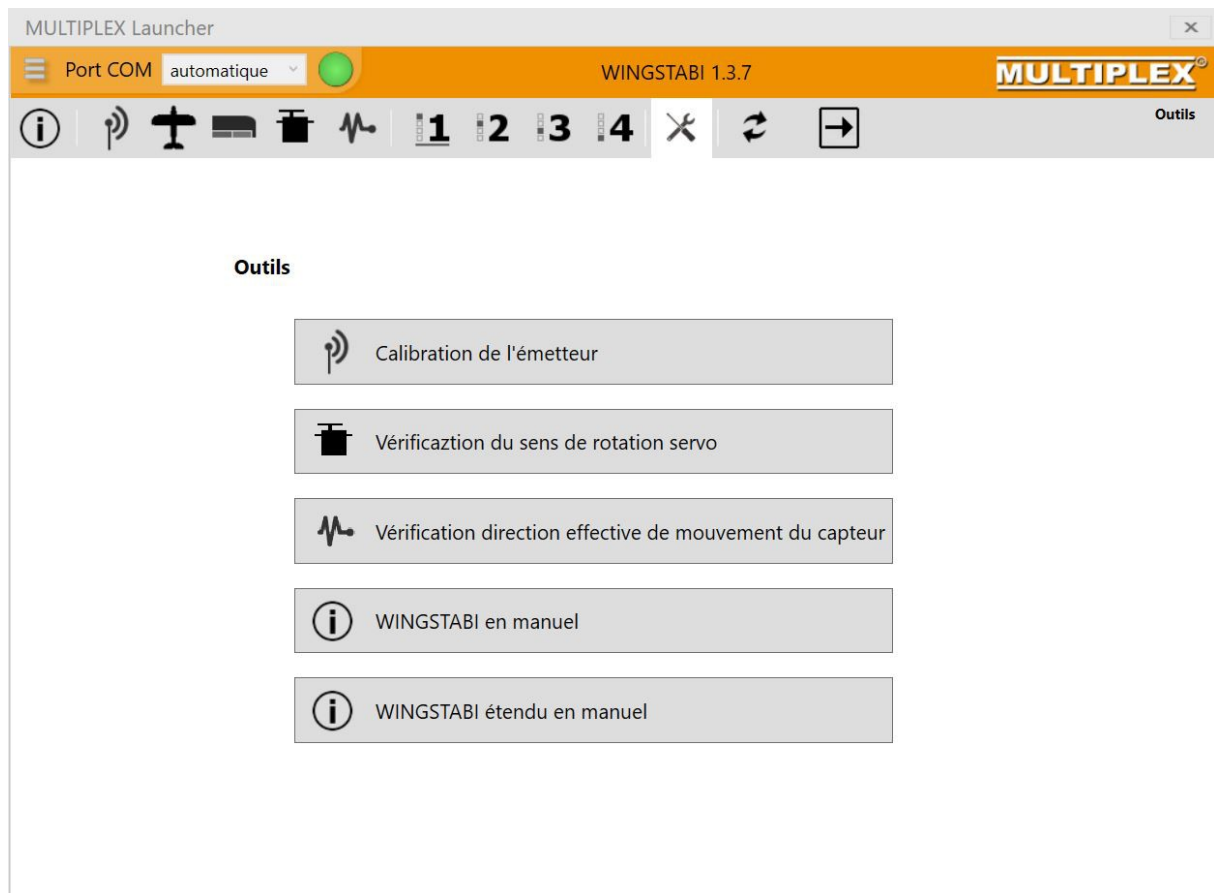 MULTIPLEX Launcher
Port COM automatique WINGSTABI 1.3.7 MULTIPLEX®
1 2 3 4 Outils
Outils
Calibration de l'émetteur
Vérificaztion du sens de rotation servo
Vérification direction effective de mouvement du capteur
WINGSTABI en manuel
WINGSTABI étendu en manuel